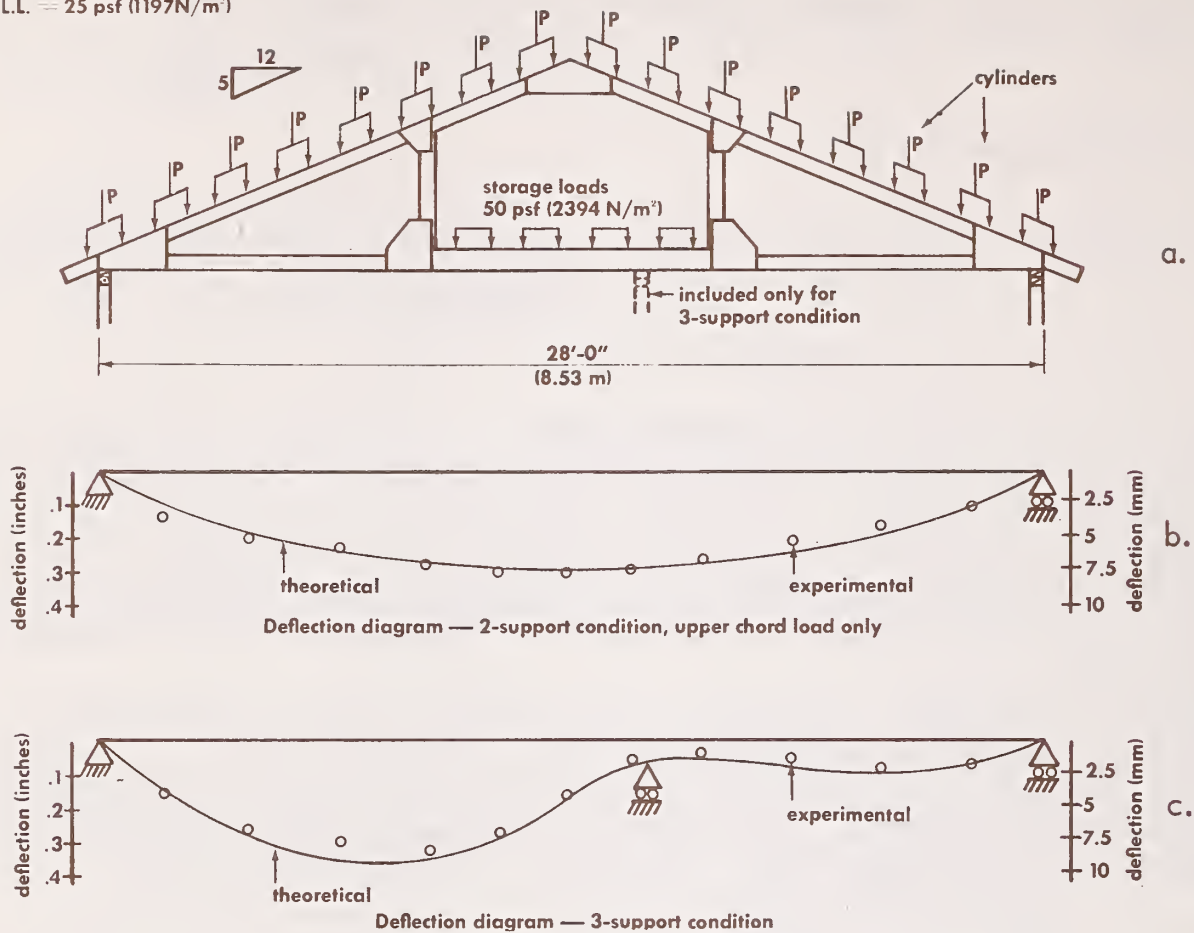 L.L. = 25 psf (1197N/m²)
12
5
P P P P P P P P P P P P P P P P
cylinders
storage loads
50 psf (2394 N/m²)
included only for
3-support condition
28'-0"
(8.53 m)
a.
deflection (inches)
.1
.2
.3
.4
theoretical
experimental
2.5
5
7.5
10
deflection (mm)
b.
Deflection diagram — 2-support condition, upper chord load only
deflection (inches)
.1
.2
.3
.4
theoretical
experimental
2.5
5
7.5
10
deflection (mm)
c.
Deflection diagram — 3-support condition